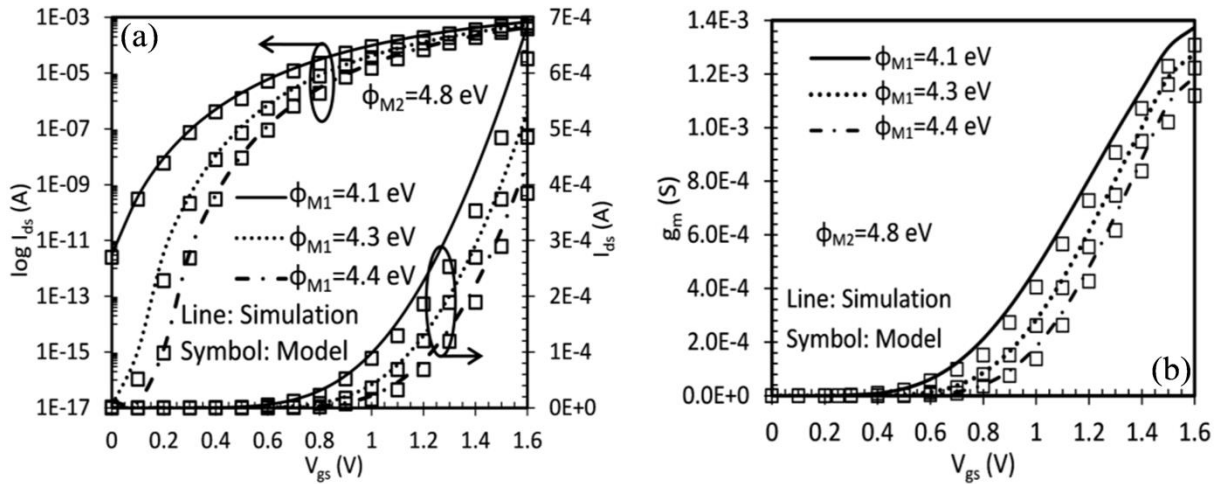 (a)
1E-03
1E-05
1E-07
1E-09
1E-11
1E-13
1E-15
1E-17
log I_ds (A)
ϕ_M2=4.8 eV
ϕ_M1=4.1 eV
ϕ_M1=4.3 eV
ϕ_M1=4.4 eV
Line: Simulation
Symbol: Model
7E-4
6E-4
5E-4
4E-4
3E-4
2E-4
1E-4
0E+0
I_ds (A)
0 0.2 0.4 0.6 0.8 1 1.2 1.4 1.6
V_gs (V)
1.4E-3
1.2E-3
1.0E-3
8.0E-4
6.0E-4
4.0E-4
2.0E-4
0.0E+0
g_m (S)
ϕ_M1=4.1 eV
ϕ_M1=4.3 eV
ϕ_M1=4.4 eV
ϕ_M2=4.8 eV
Line: Simulation
Symbol: Model
(b)
0 0.2 0.4 0.6 0.8 1 1.2 1.4 1.6
V_gs (V)